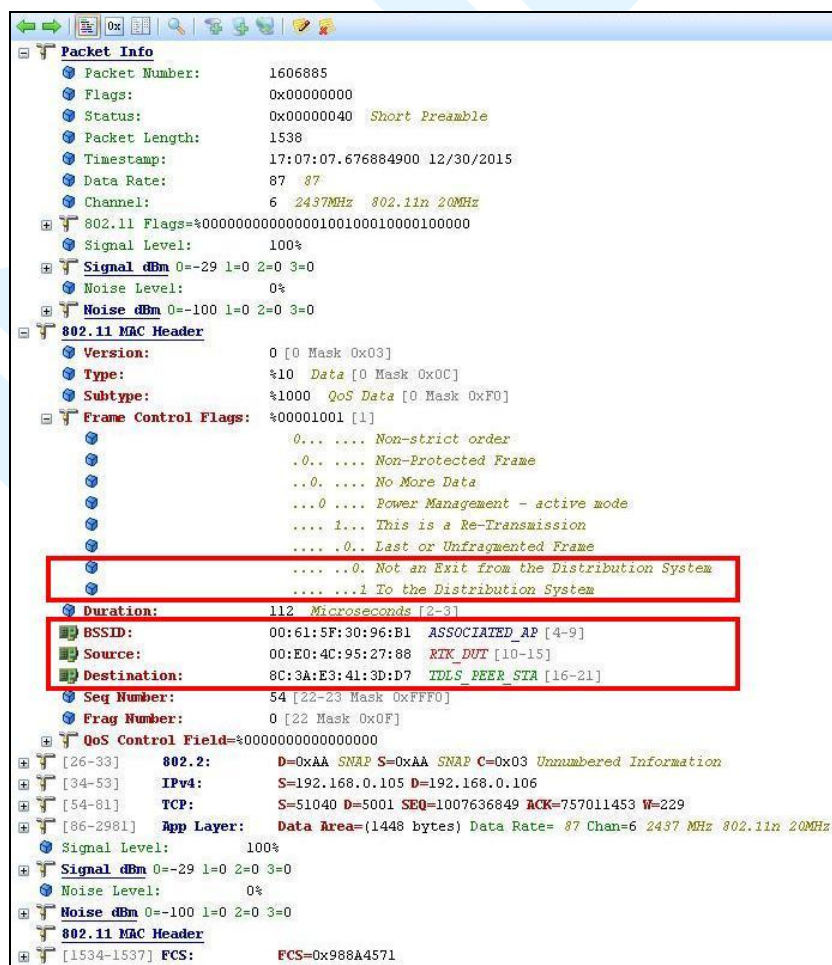 0x
Packet Info
Packet Number: 1606885
Flags: 0x00000000
Status: 0x00000040 Short Preamble
Packet Length: 1538
Timestamp: 17:07:07.676884900 12/30/2015
Data Rate: 87 87
Channel: 6 2437MHz 802.11n 20MHz
802.11 Flags=%00000000000000100100010000100000
Signal Level: 100%
Signal dBm 0=-29 1=0 2=0 3=0
Noise Level: 0%
Noise dBm 0=-100 1=0 2=0 3=0
802.11 MAC Header
Version: 0 [0 Mask 0x03]
Type: %10 Data [0 Mask 0x0C]
Subtype: %1000 QoS Data [0 Mask 0xF0]
Frame Control Flags: %00001001 [1]
0... .... Non-strict order
.0.. .... Non-Protected Frame
..0. .... No More Data
...0 .... Power Management - active mode
.... 1... This is a Re-Transmission
.... .0.. Last or Unfragmented Frame
.... ..0. Not an Exit from the Distribution System
.... ...1 To the Distribution System
Duration: 112 Microseconds [2-3]
BSSID: 00:61:5F:30:96:B1 ASSOCIATED_AP [4-9]
Source: 00:E0:4C:95:27:88 RTK_DUT [10-15]
Destination: 8C:3A:E3:41:3D:D7 TDLS_PEER_STA [16-21]
Seq Number: 54 [22-23 Mask 0xFFF0]
Frag Number: 0 [22 Mask 0x0F]
QoS Control Field=%0000000000000000
[26-33] 802.2: D=0xAA SNAP S=0xAA SNAP C=0x03 Unnumbered Information
[34-53] IPv4: S=192.168.0.105 D=192.168.0.106
[54-81] TCP: S=51040 D=5001 SEQ=1007636849 ACK=757011453 W=229
[86-2981] App Layer: Data Area=(1448 bytes) Data Rate= 87 Chan=6 2437 MHz 802.11n 20MHz
Signal Level: 100%
Signal dBm 0=-29 1=0 2=0 3=0
Noise Level: 0%
Noise dBm 0=-100 1=0 2=0 3=0
802.11 MAC Header
[1534-1537] FCS: FCS=0x988A4571